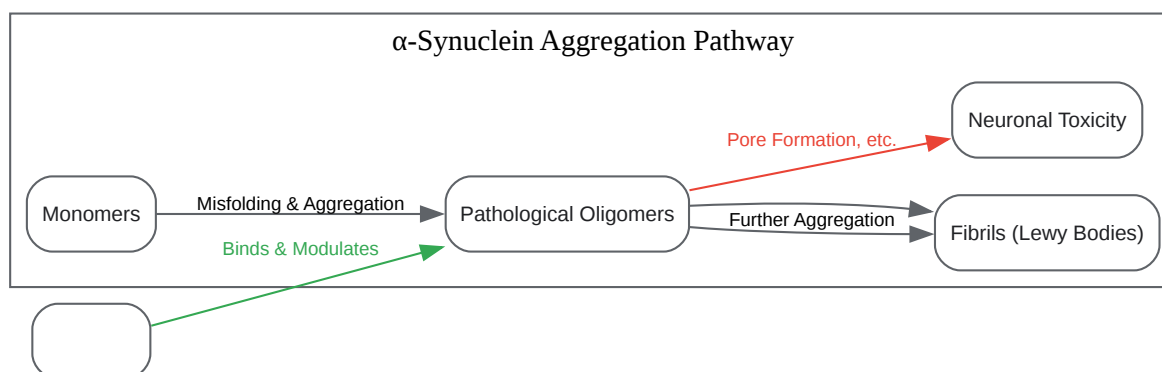 α-Synuclein Aggregation Pathway
Neuronal Toxicity
Pore Formation, etc.
Monomers
Misfolding & Aggregation
Pathological Oligomers
Further Aggregation
Fibrils (Lewy Bodies)
Binds & Modulates